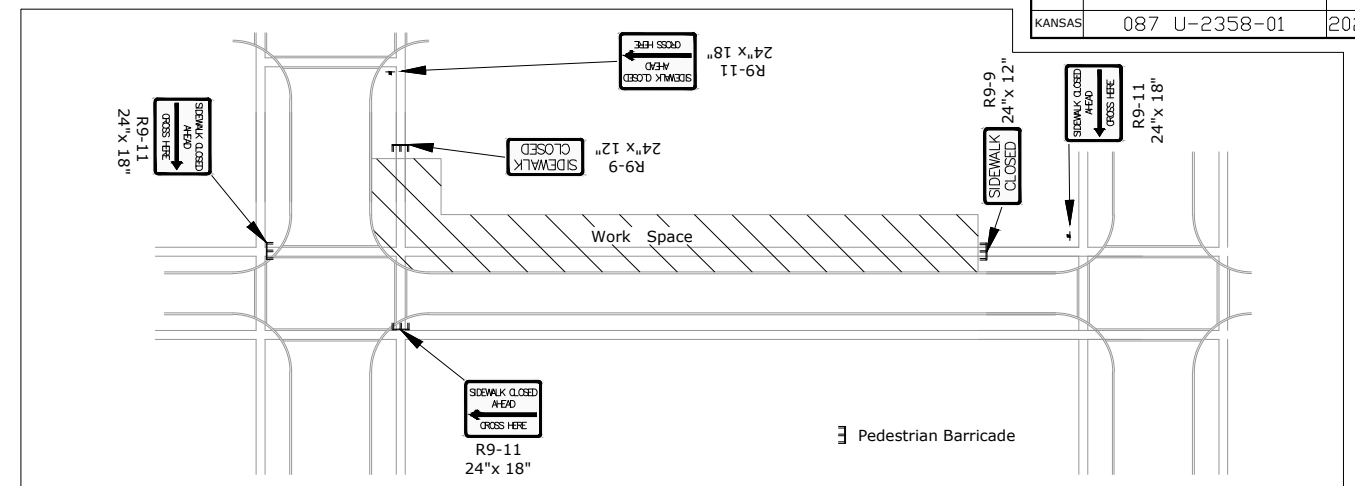 KANSAS 087 U-2358-01 202
SIDEWALK CLOSED
AHEAD
CROSS HERE
R9-11
24"x 18"
SIDEWALK CLOSED
AHEAD
CROSS HERE
R9-11
24"x 18"
SIDEWALK
CLOSED
R9-9
24"x 12"
R9-9
24"x 12"
SIDEWALK
CLOSED
SIDEWALK CLOSED
AHEAD
CROSS HERE
R9-11
24"x 18"
Work Space
SIDEWALK CLOSED
AHEAD
CROSS HERE
R9-11
24"x 18"
Pedestrian Barricade